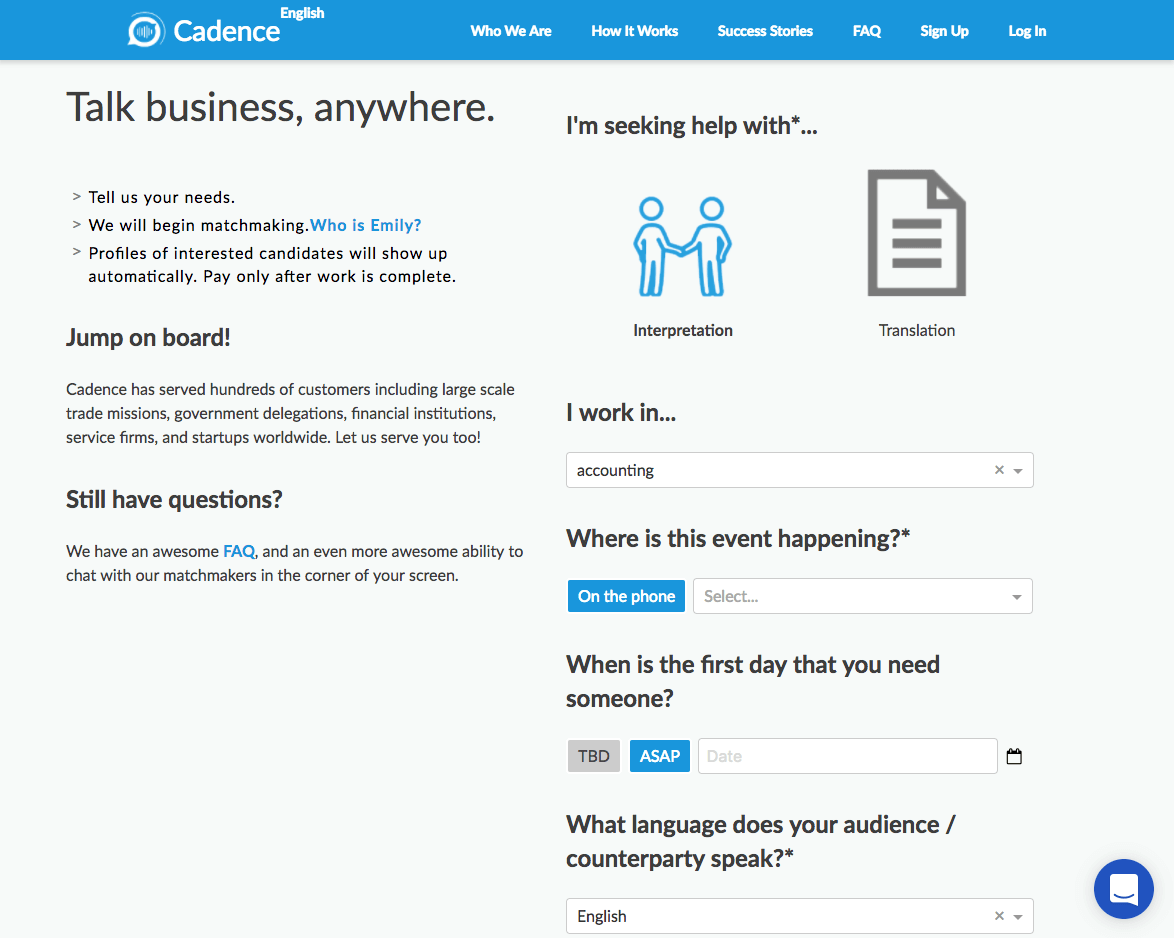 Cadence
English
Who We Are
How It Works
Success Stories
FAQ
Sign Up
Log In
Talk business, anywhere.
> Tell us your needs.
> We will begin matchmaking.Who is Emily?
> Profiles of interested candidates will show up
automatically. Pay only after work is complete.
Jump on board!
Cadence has served hundreds of customers including large scale
trade missions, government delegations, financial institutions,
service firms, and startups worldwide. Let us serve you too!
Still have questions?
We have an awesome FAQ, and an even more awesome ability to
chat with our matchmakers in the corner of your screen.
I'm seeking help with*...
Interpretation
Translation
I work in...
accounting
Where is this event happening?*
On the phone
Select...
When is the first day that you need
someone?
TBD
ASAP
Date
What language does your audience /
counterparty speak?*
English